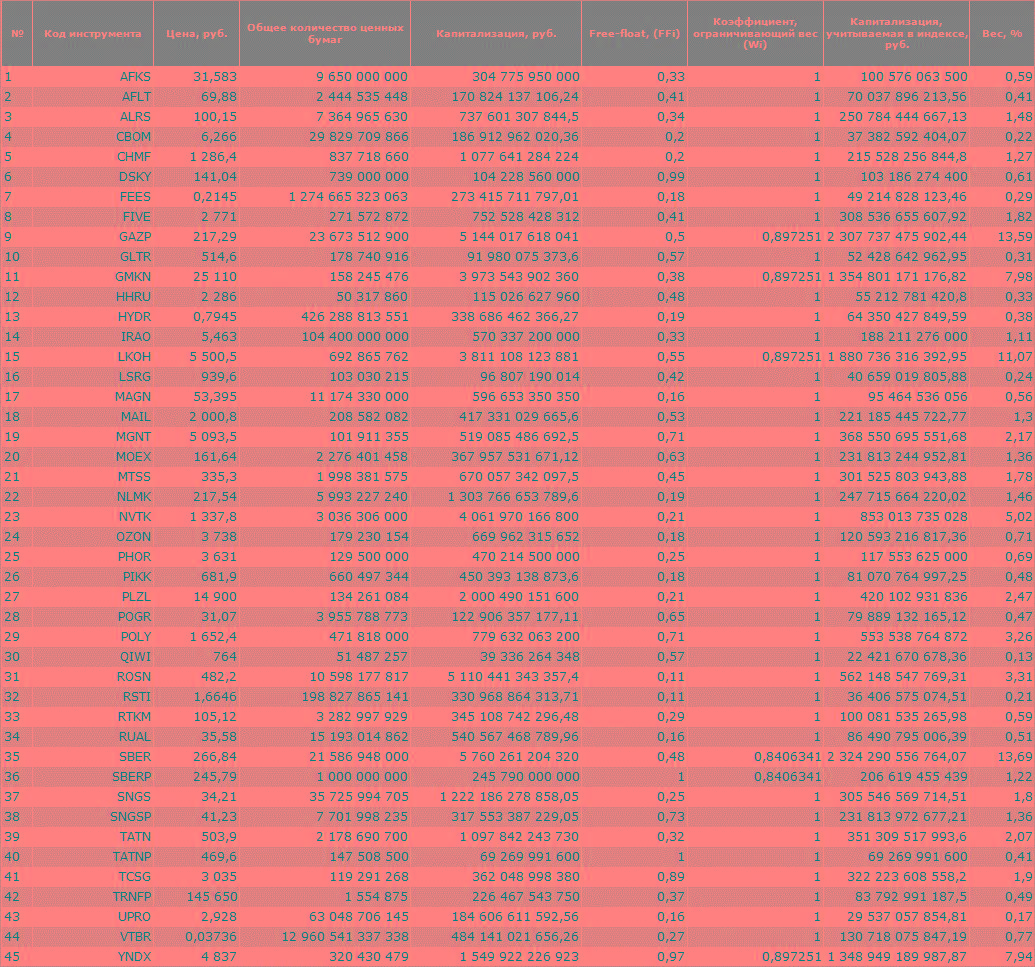 № Код инструмента Цена, руб. Общее количество ценных бумаг Капитализация, руб. Free-float, (FFi) Коэффициент, ограничивающий вес (Wi) Капитализация, учитываемая в индексе, руб. Вес, %
1 AFKS 31,583 9 650 000 000 304 775 950 000 0,33 1 100 576 063 500 0,59
2 AFLT 69,88 2 444 535 448 170 824 137 106,24 0,41 1 70 037 896 213,56 0,41
3 ALRS 100,15 7 364 965 630 737 601 307 844,5 0,34 1 250 784 444 667,13 1,48
4 CBOM 6,266 29 829 709 866 186 912 962 020,36 0,2 1 37 382 592 404,07 0,22
5 CHMF 1 286,4 837 718 660 1 077 641 284 224 0,2 1 215 528 256 844,8 1,27
6 DSKY 141,04 739 000 000 104 228 560 000 0,99 1 103 186 274 400 0,61
7 FEES 0,2145 1 274 665 323 063 273 415 711 797,01 0,18 1 49 214 828 123,46 0,29
8 FIVE 2 771 271 572 872 752 528 428 312 0,41 1 308 536 655 607,92 1,82
9 GAZP 217,29 23 673 512 900 5 144 017 618 041 0,5 0,897251 2 307 737 475 902,44 13,59
10 GLTR 514,6 178 740 916 91 980 075 373,6 0,57 1 52 428 642 962,95 0,31
11 GMKN 25 110 158 245 476 3 973 543 902 360 0,38 0,897251 1 354 801 171 176,82 7,98
12 HHRU 2 286 50 317 860 115 026 627 960 0,48 1 55 212 781 420,8 0,33
13 HYDR 0,7945 426 288 813 551 338 686 462 366,27 0,19 1 64 350 427 849,59 0,38
14 IRAO 5,463 104 400 000 000 570 337 200 000 0,33 1 188 211 276 000 1,11
15 LKOH 5 500,5 692 865 762 3 811 108 123 881 0,55 0,897251 1 880 736 316 392,95 11,07
16 LSRG 939,6 103 030 215 96 807 190 014 0,42 1 40 659 019 805,88 0,24
17 MAGN 53,395 11 174 330 000 596 653 350 350 0,16 1 95 464 536 056 0,56
18 MAIL 2 000,8 208 582 082 417 331 029 665,6 0,53 1 221 185 445 722,77 1,3
19 MGNT 5 093,5 101 911 355 519 085 486 692,5 0,71 1 368 550 695 551,68 2,17
20 MOEX 161,64 2 276 401 458 367 957 531 671,12 0,63 1 231 813 244 952,81 1,36
21 MTSS 335,3 1 998 381 575 670 057 342 097,5 0,45 1 301 525 803 943,88 1,78
22 NLMK 217,54 5 993 227 240 1 303 766 653 789,6 0,19 1 247 715 664 220,02 1,46
23 NVTK 1 337,8 3 036 306 000 4 061 970 166 800 0,21 1 853 013 735 028 5,02
24 OZON 3 738 179 230 154 669 962 315 652 0,18 1 120 593 216 817,36 0,71
25 PHOR 3 631 129 500 000 470 214 500 000 0,25 1 117 553 625 000 0,69
26 PIKK 681,9 660 497 344 450 393 138 873,6 0,18 1 81 070 764 997,25 0,48
27 PLZL 14 900 134 261 084 2 000 490 151 600 0,21 1 420 102 931 836 2,47
28 POGR 31,07 3 955 788 773 122 906 357 177,11 0,65 1 79 889 132 165,12 0,47
29 POLY 1 652,4 471 818 000 779 632 063 200 0,71 1 553 538 764 872 3,26
30 QIWI 764 51 487 257 39 336 264 348 0,57 1 22 421 670 678,36 0,13
31 ROSN 482,2 10 598 177 817 5 110 441 343 357,4 0,11 1 562 148 547 769,31 3,31
32 RSTI 1,6646 198 827 865 141 330 968 864 313,71 0,11 1 36 406 575 074,51 0,21
33 RTKM 105,12 3 282 997 929 345 108 742 296,48 0,29 1 100 081 535 265,98 0,59
34 RUAL 35,58 15 193 014 862 540 567 468 789,96 0,16 1 86 490 795 006,39 0,51
35 SBER 266,84 21 586 948 000 5 760 261 204 320 0,48 0,8406341 2 324 290 556 764,07 13,69
36 SBERP 245,79 1 000 000 000 245 790 000 000 1 0,8406341 206 619 455 439 1,22
37 SNGS 34,21 35 725 994 705 1 222 186 278 858,05 0,25 1 305 546 569 714,51 1,8
38 SNGSP 41,23 7 701 998 235 317 553 387 229,05 0,73 1 231 813 972 677,21 1,36
39 TATN 503,9 2 178 690 700 1 097 842 243 730 0,32 1 351 309 517 993,6 2,07
40 TATNP 469,6 147 508 500 69 269 991 600 1 1 69 269 991 600 0,41
41 TCSG 3 035 119 291 268 362 048 998 380 0,89 1 322 223 608 558,2 1,9
42 TRNFP 145 650 1 554 875 226 467 543 750 0,37 1 83 792 991 187,5 0,49
43 UPRO 2,928 63 048 706 145 184 606 611 592,56 0,16 1 29 537 057 854,81 0,17
44 VTBR 0,03736 12 960 541 337 338 484 141 021 656,26 0,27 1 130 718 075 847,19 0,77
45 YNDX 4 837 320 430 479 1 549 922 226 923 0,97 0,897251 1 348 949 189 987,87 7,94